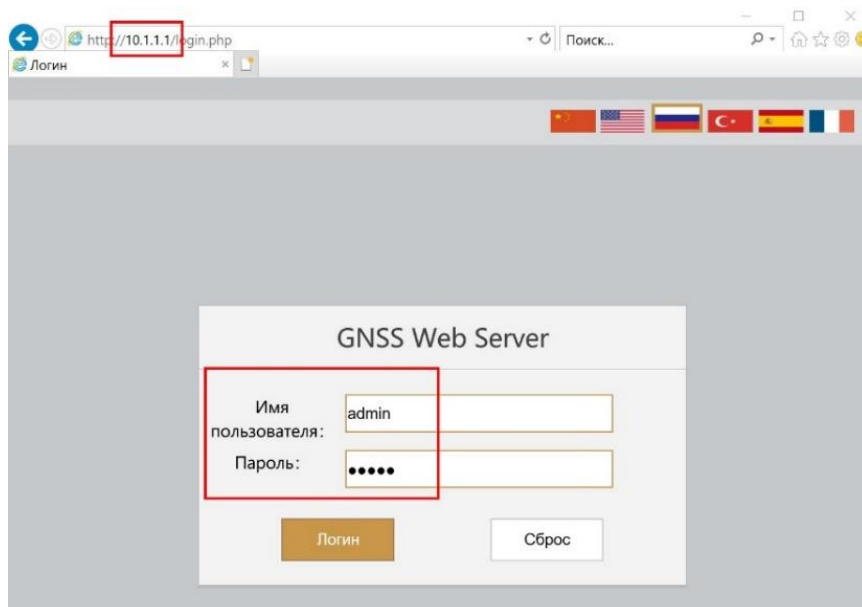 http://10.1.1.1/login.php
Поиск...
Логин
GNSS Web Server
Имя
пользователя:
admin
Пароль:
•••••
Логин
Сброс